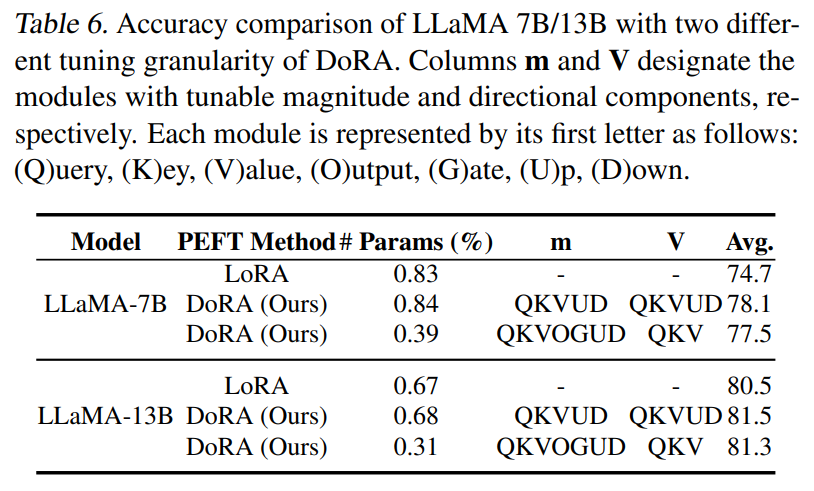 Table 6. Accuracy comparison of LLaMA 7B/13B with two differ-
ent tuning granularity of DoRA. Columns m and V designate the
modules with tunable magnitude and directional components, re-
spectively. Each module is represented by its first letter as follows:
(Q)uery, (K)ey, (V)alue, (O)utput, (G)ate, (U)p, (D)own.
Model PEFT Method # Params (%) m V Avg.
LoRA 0.83 - - 74.7
LLaMA-7B DoRA (Ours) 0.84 QKVUD QKVUD 78.1
DoRA (Ours) 0.39 QKVOGUD QKV 77.5
LoRA 0.67 - - 80.5
LLaMA-13B DoRA (Ours) 0.68 QKVUD QKVUD 81.5
DoRA (Ours) 0.31 QKVOGUD QKV 81.3